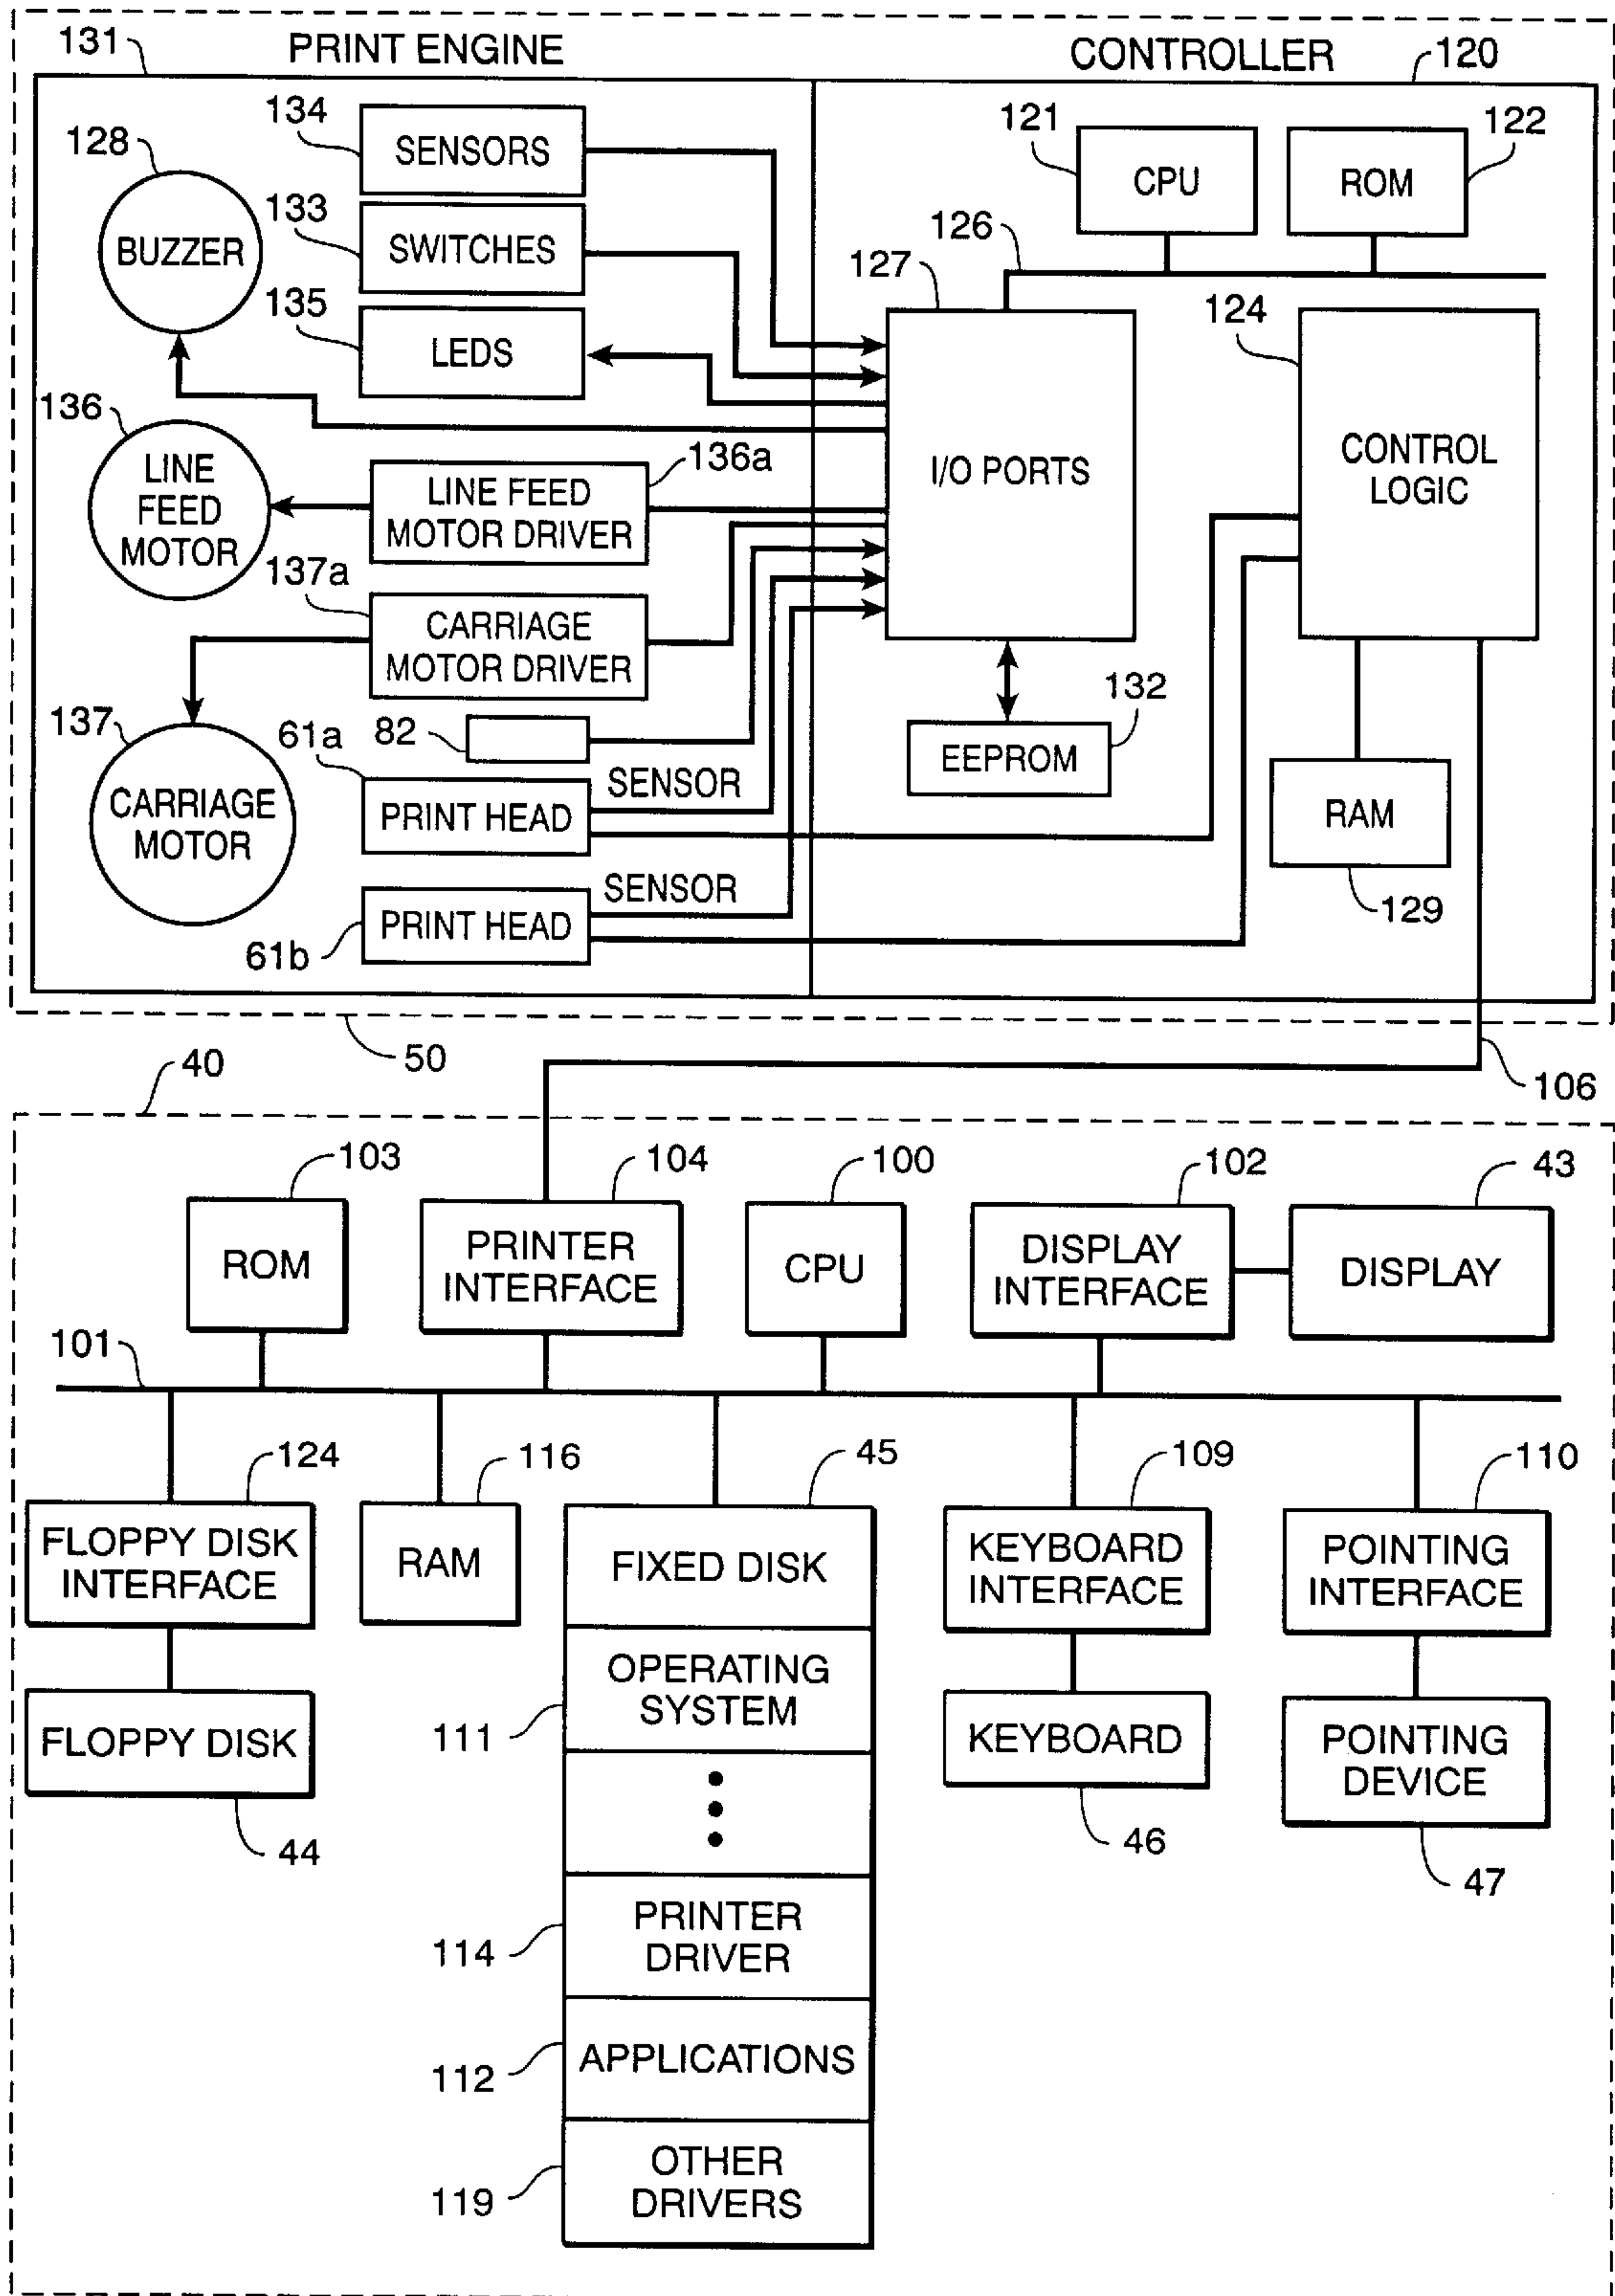 131
PRINT ENGINE
CONTROLLER
120
134
SENSORS
128
BUZZER
133
SWITCHES
135
LEDS
121
CPU
122
ROM
126
127
I/O PORTS
124
CONTROL
LOGIC
136
LINE
FEED
MOTOR
136a
LINE FEED
MOTOR DRIVER
137a
CARRIAGE
MOTOR DRIVER
137
CARRIAGE
MOTOR
82
61a
PRINT HEAD
SENSOR
SENSOR
PRINT HEAD
61b
132
EEPROM
RAM
129
50
106
40
103
ROM
104
PRINTER
INTERFACE
100
CPU
102
DISPLAY
INTERFACE
43
DISPLAY
101
124
FLOPPY DISK
INTERFACE
116
RAM
45
FIXED DISK
109
KEYBOARD
INTERFACE
110
POINTING
INTERFACE
FLOPPY DISK
44
OPERATING
SYSTEM
111
KEYBOARD
46
POINTING
DEVICE
47
PRINTER
DRIVER
114
APPLICATIONS
112
OTHER
DRIVERS
119